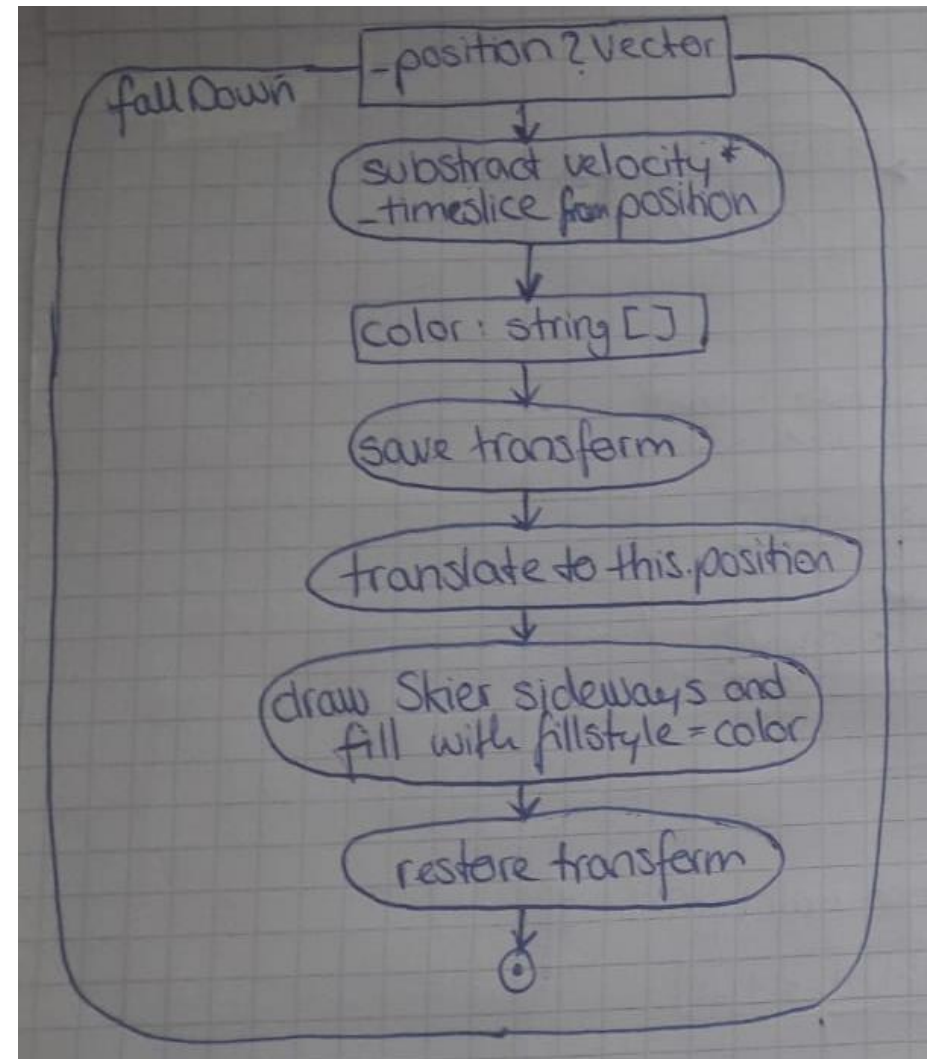 _position?Vector
fallDown
substract velocity*
_timeslice from position
color: string []
save transform
translate to this.position
draw Skier sideways and
fill with fillstyle = color
restore transform